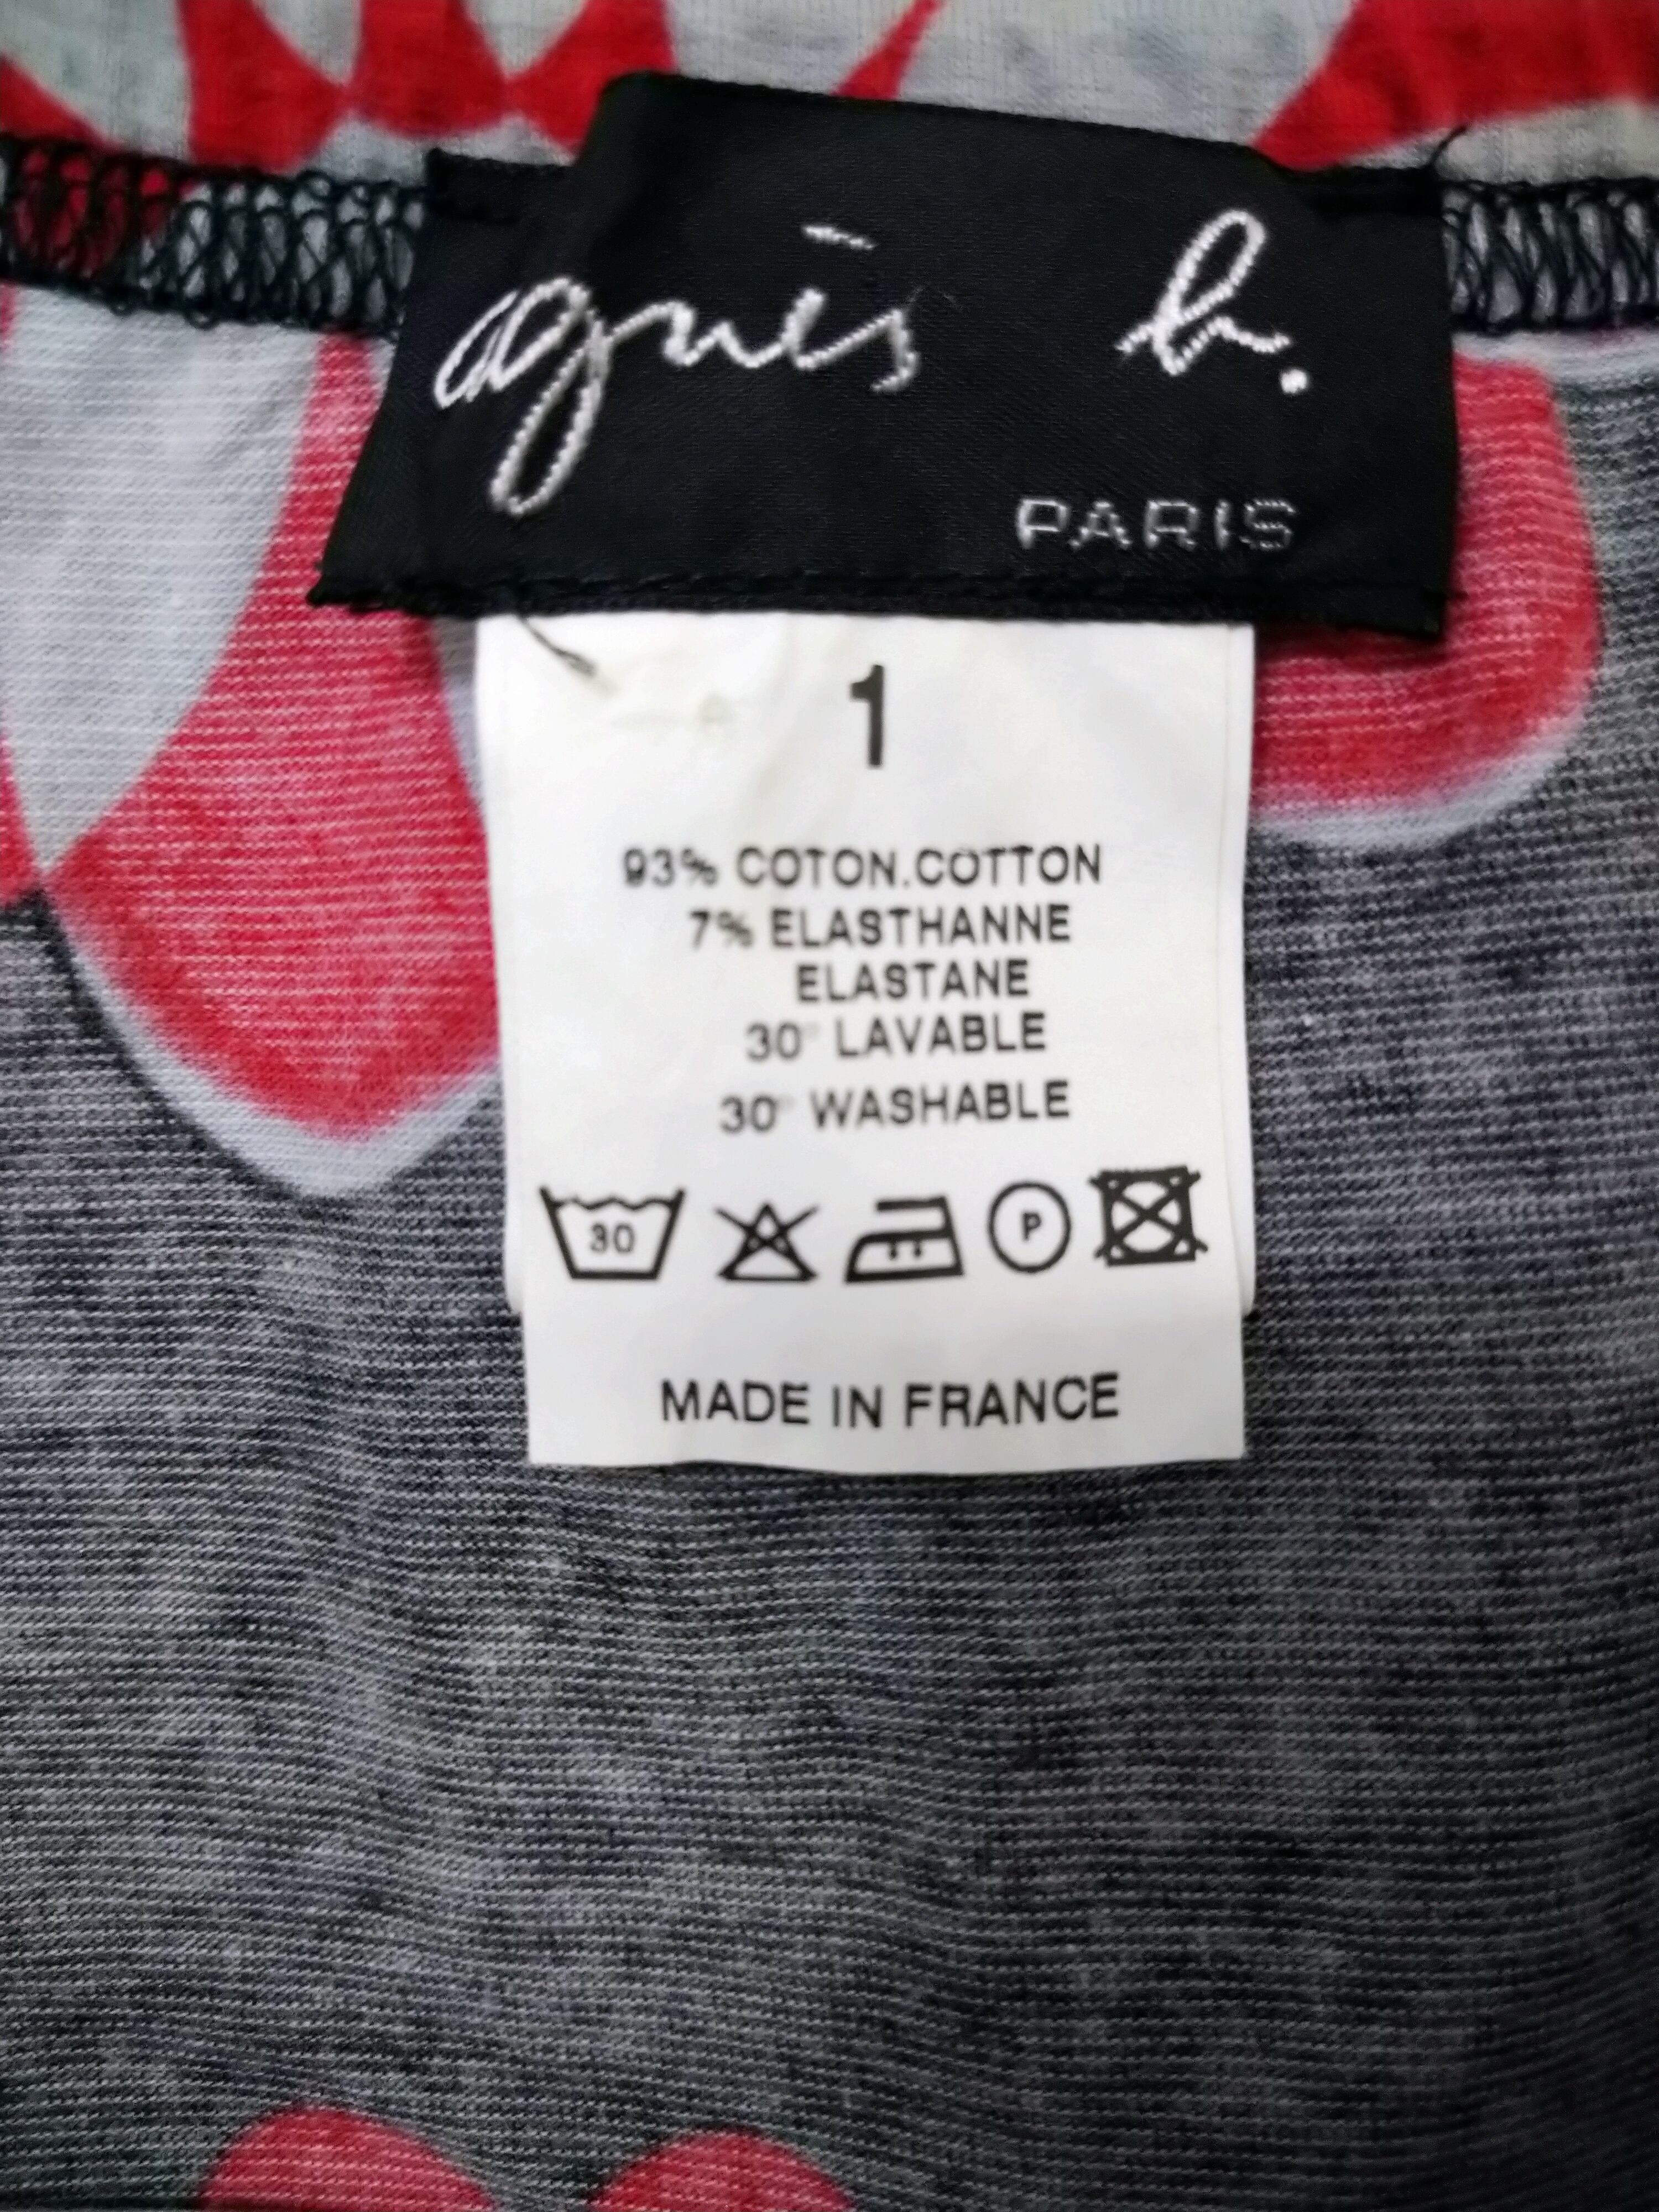 agnès b.
PARIS
1
93% COTON.COTTON
7% ELASTHANNE
ELASTANE
30° LAVABLE
30° WASHABLE
30 P
MADE IN FRANCE